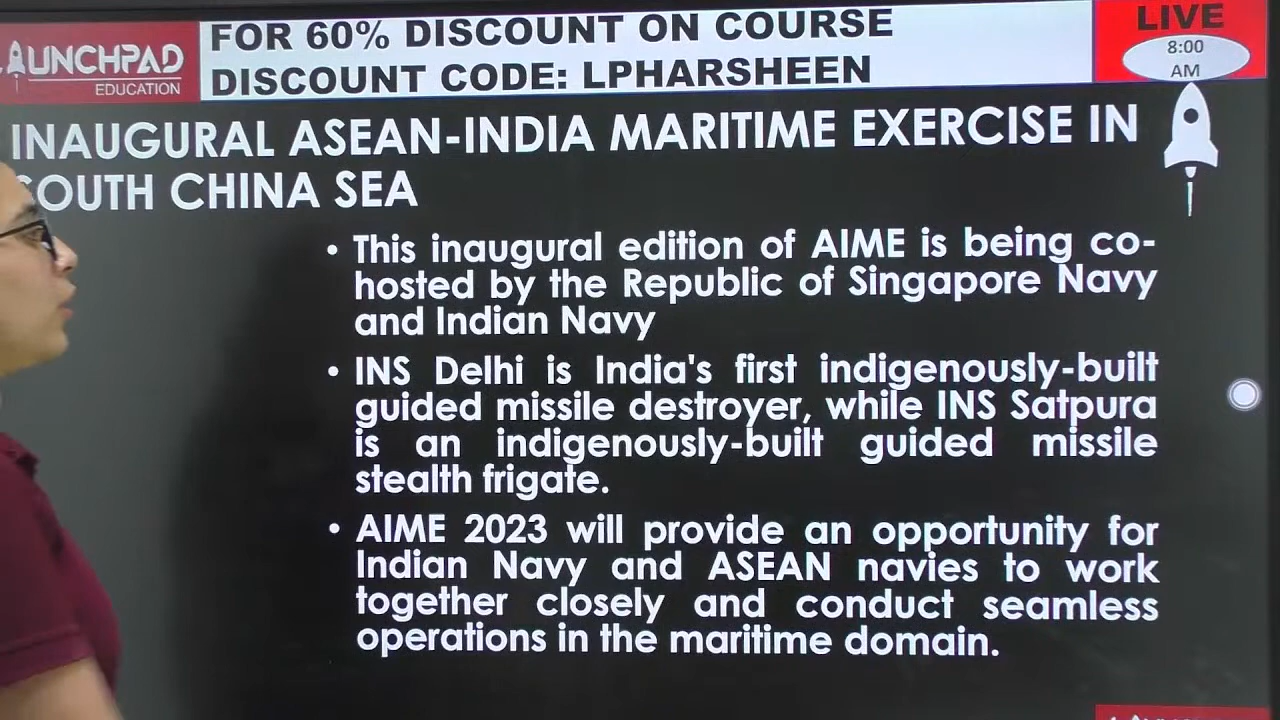 LAUNCHPAD
EDUCATION
FOR 60% DISCOUNT ON COURSE
DISCOUNT CODE: LPHARSHEEN
LIVE
8:00
AM
INAUGURAL ASEAN-INDIA MARITIME EXERCISE IN
SOUTH CHINA SEA
• This inaugural edition of AIME is being co-
hosted by the Republic of Singapore Navy
and Indian Navy
• INS Delhi is India's first indigenously-built
guided missile destroyer, while INS Satpura
is an indigenously-built guided missile
stealth frigate.
• AIME 2023 will provide an opportunity for
Indian Navy and ASEAN navies to work
together closely and conduct seamless
operations in the maritime domain.